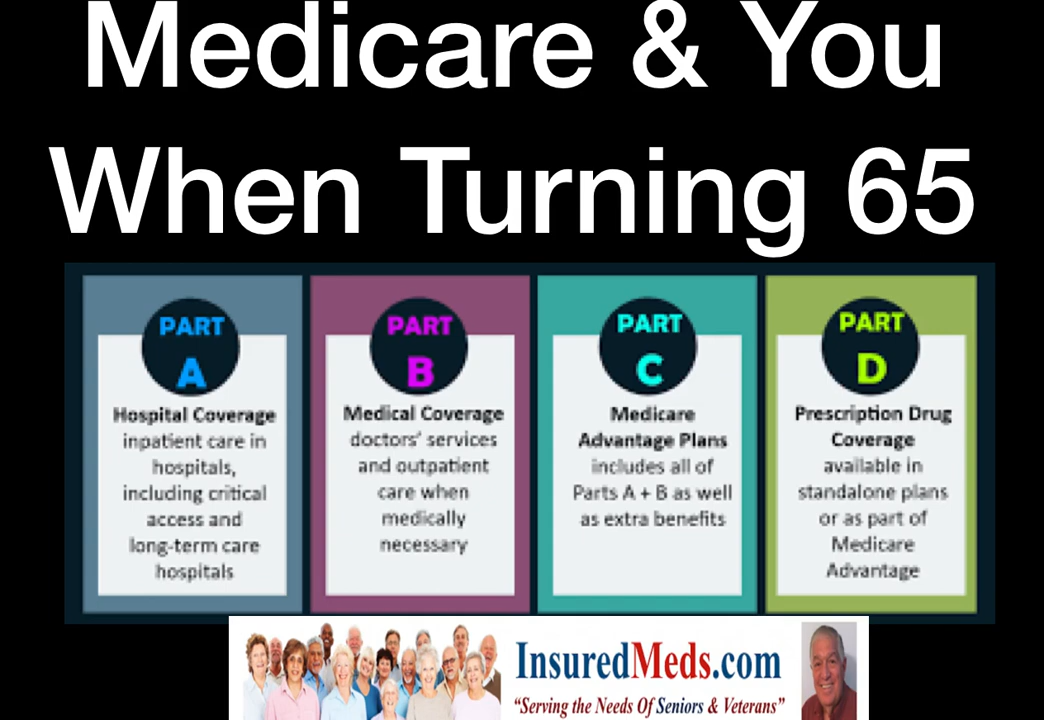 Medicare & You
When Turning 65
PART
A
Hospital Coverage
inpatient care in
hospitals,
including critical
access and
long-term care
hospitals
PART
B
Medical Coverage
doctors' services
and outpatient
care when
medically
necessary
PART
C
Medicare
Advantage Plans
includes all of
Parts A + B as well
as extra benefits
PART
D
Prescription Drug
Coverage
available in
standalone plans
or as part of
Medicare
Advantage
InsuredMeds.com
"Serving the Needs Of Seniors & Veterans"